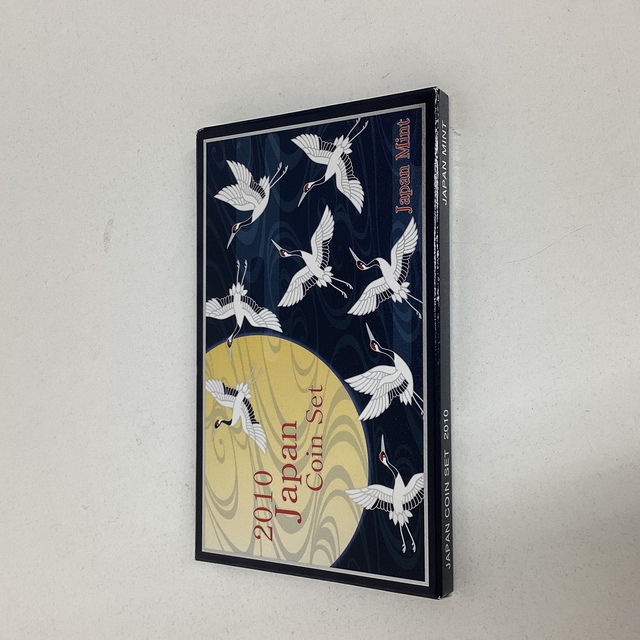 2010
Japan
Coin Set
Japan Mint
JAPAN COIN SET 2010
JAPAN MINT